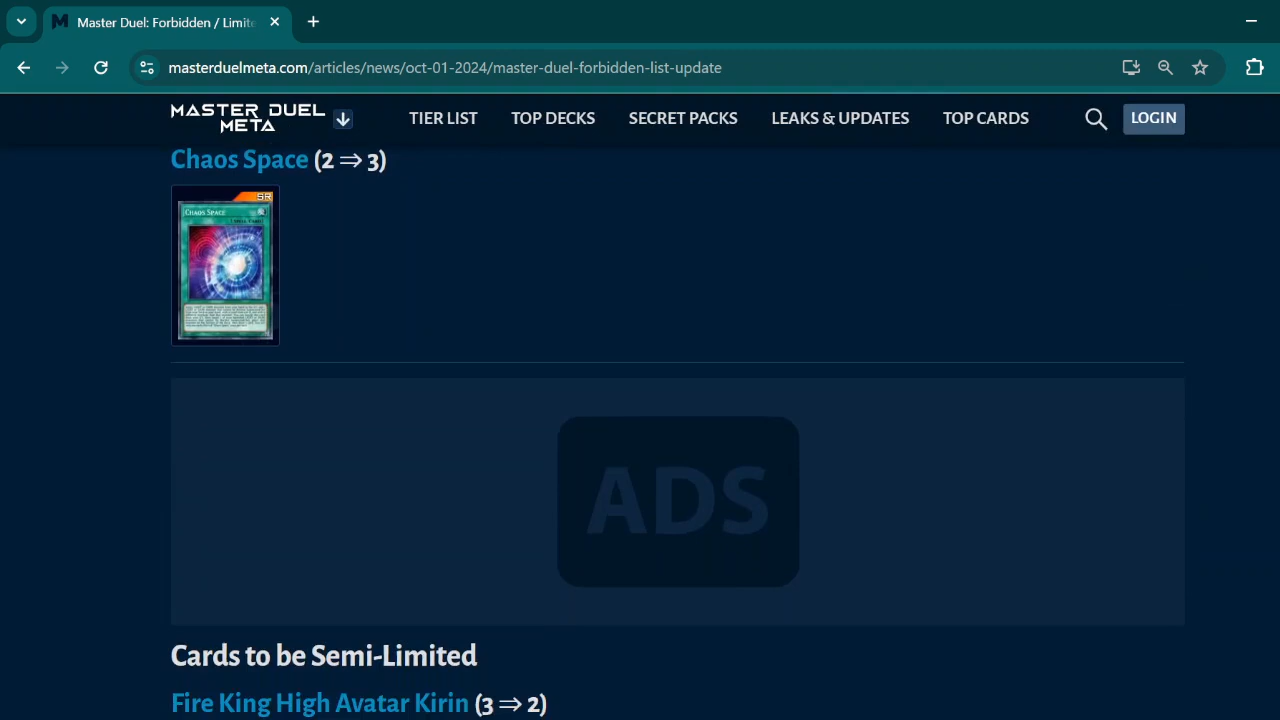 Master Duel: Forbidden / Limite
masterduelmeta.com/articles/news/oct-01-2024/master-duel-forbidden-list-update
MASTER DUEL
META
TIER LIST
TOP DECKS
SECRET PACKS
LEAKS & UPDATES
TOP CARDS
LOGIN
Chaos Space (2 ⇒ 3)
SR
CHAOS SPACE
ADS
Cards to be Semi-Limited
Fire King High Avatar Kirin (3 ⇒ 2)